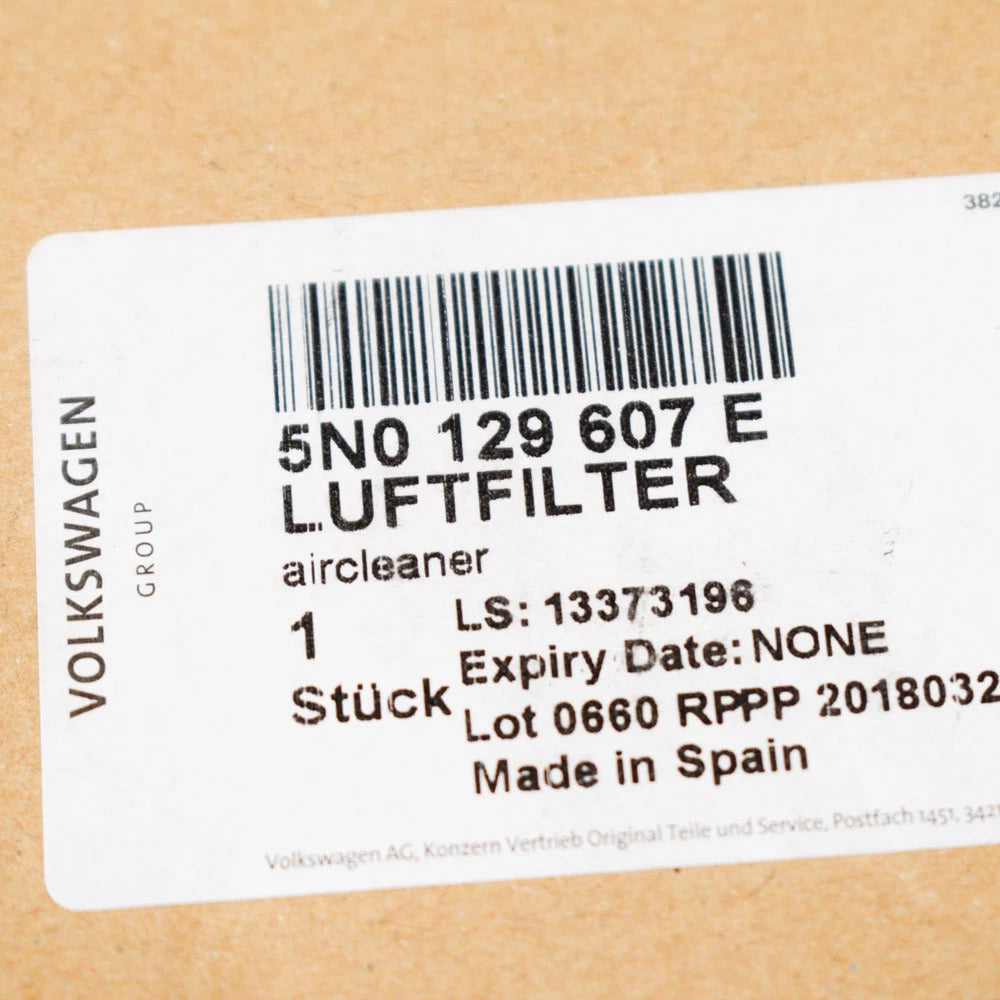 382
5N0 129 607 E
LUFTFILTER
aircleaner
1
LS: 13373196
Expiry Date: NONE
Stück
Lot 0660 RPPP 2018032
Made in Spain
Volkswagen AG, Konzern Vertrieb Original Teile und Service, Postfach 1451, 3421
VOLKSWAGEN
GROUP